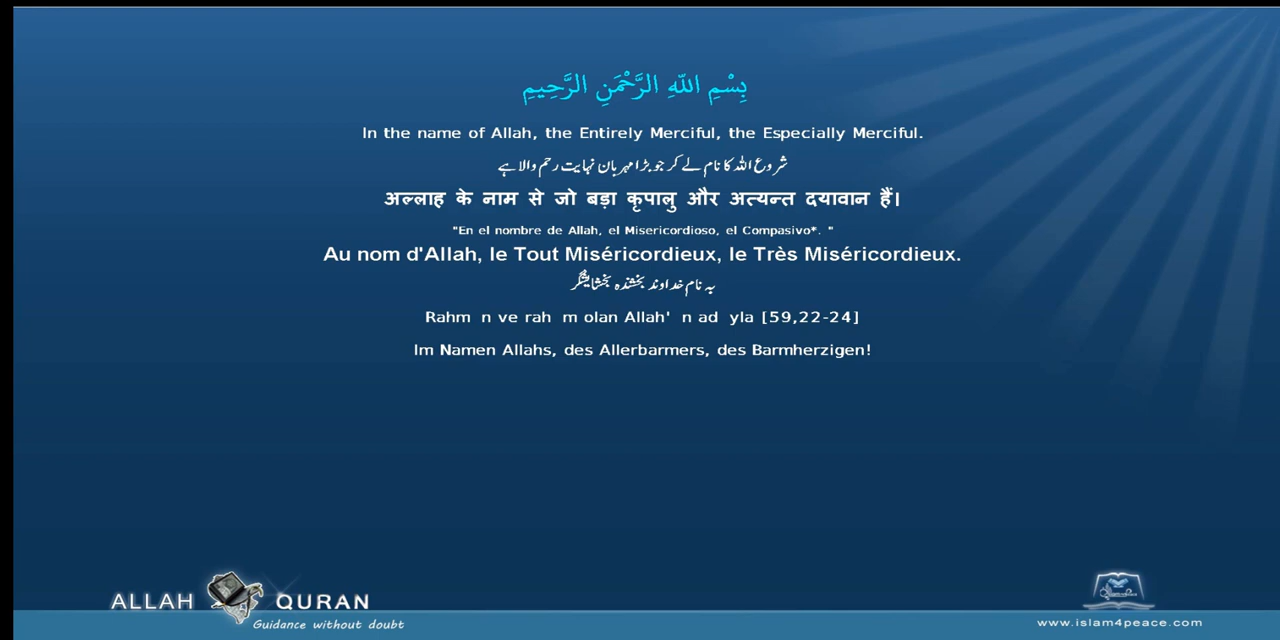 بِسْمِ اللّهِ الرَّحْمَنِ الرَّحِيمِ
In the name of Allah, the Entirely Merciful, the Especially Merciful.
شروع الله کا نام لے کر جو بڑا مہربان نہایت رحم والا ہے
अल्लाह के नाम से जो बड़ा कृपालु और अत्यन्त दयावान हैं।
"En el nombre de Allah, el Misericordioso, el Compasivo*. "
Au nom d'Allah, le Tout Miséricordieux, le Très Miséricordieux.
به نام خداوند بخشنده بخشایشگر
Rahm n ve rah m olan Allah' n ad yla [59,22-24]
Im Namen Allahs, des Allerbarmers, des Barmherzigen!
ALLAH QURAN
Guidance without doubt
www.islam4peace.com